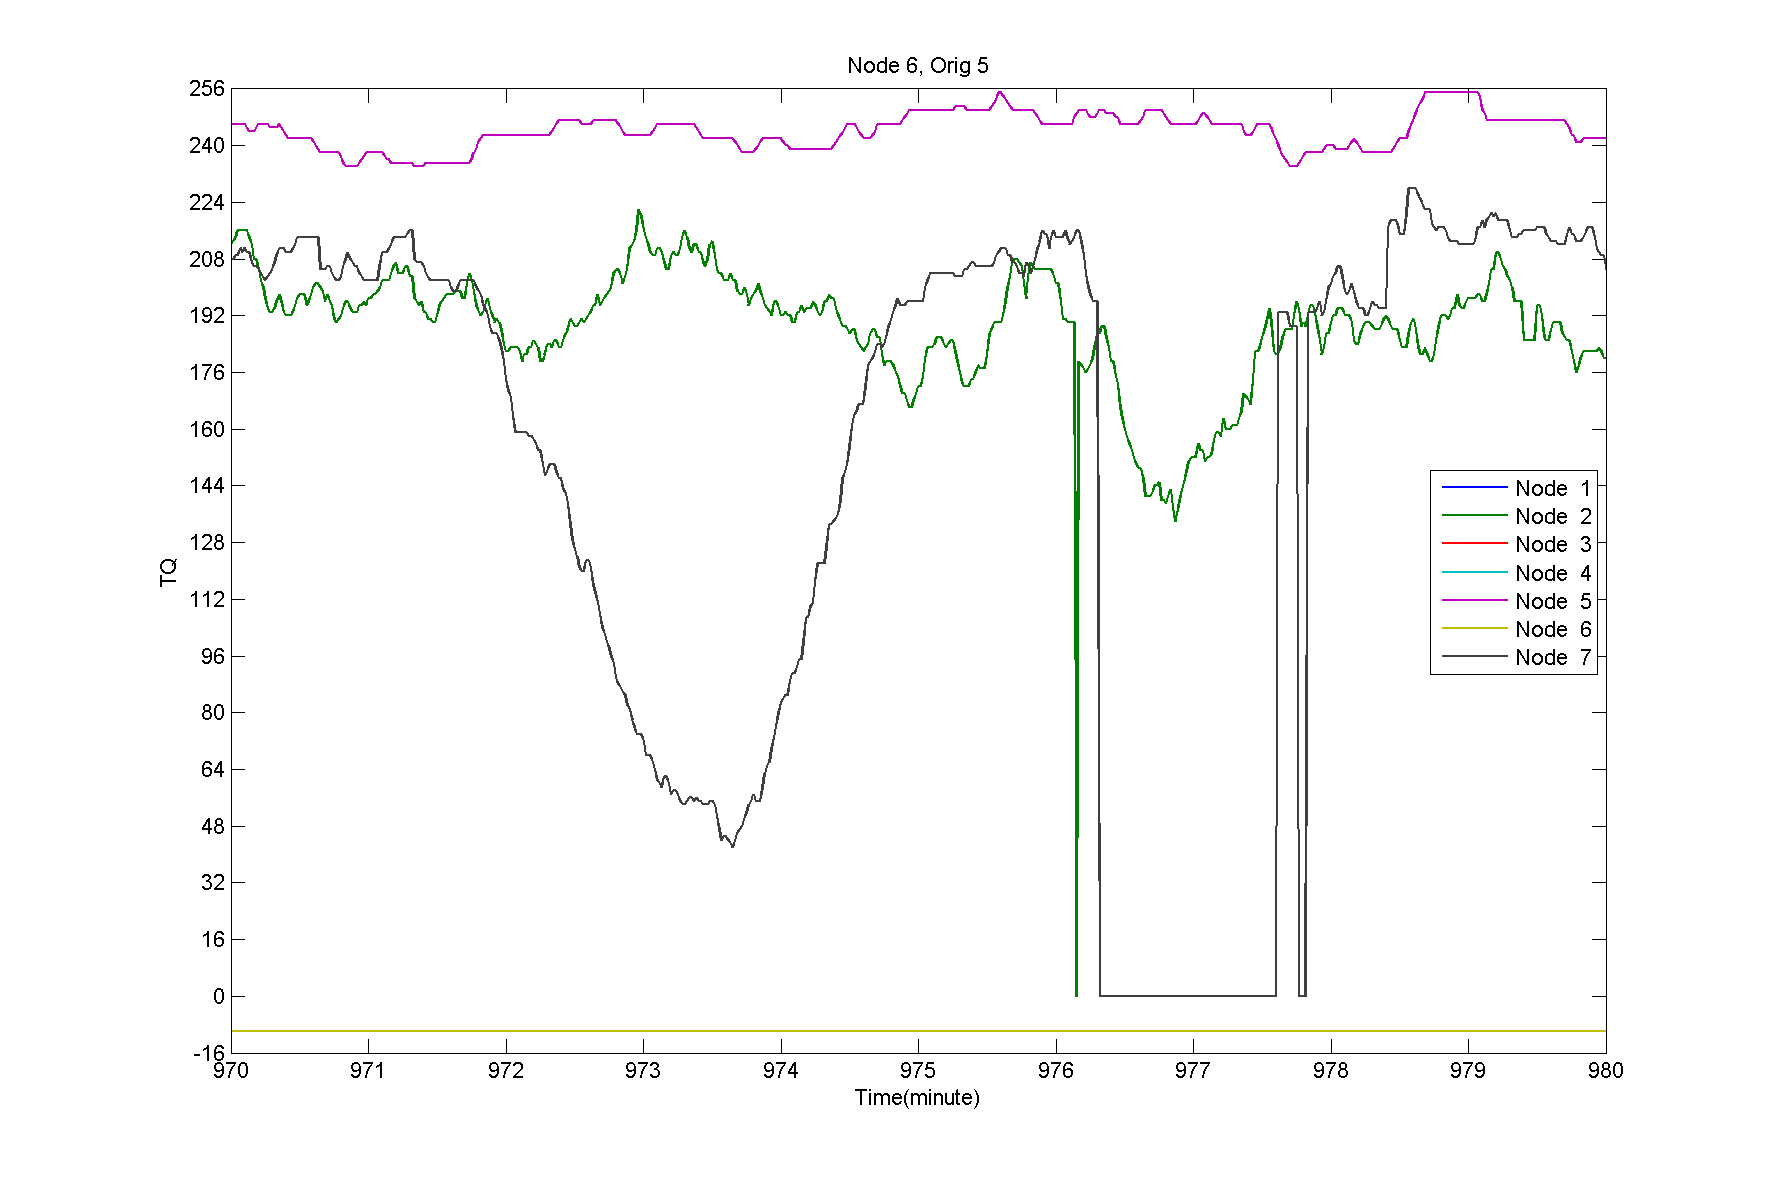 Node 6, Orig 5
256
240
224
208
192
176
160
144
128
112
96
80
64
48
32
16
0
-16
TQ
Node 1
Node 2
Node 3
Node 4
Node 5
Node 6
Node 7
970 971 972 973 974 975 976 977 978 979 980
Time(minute)